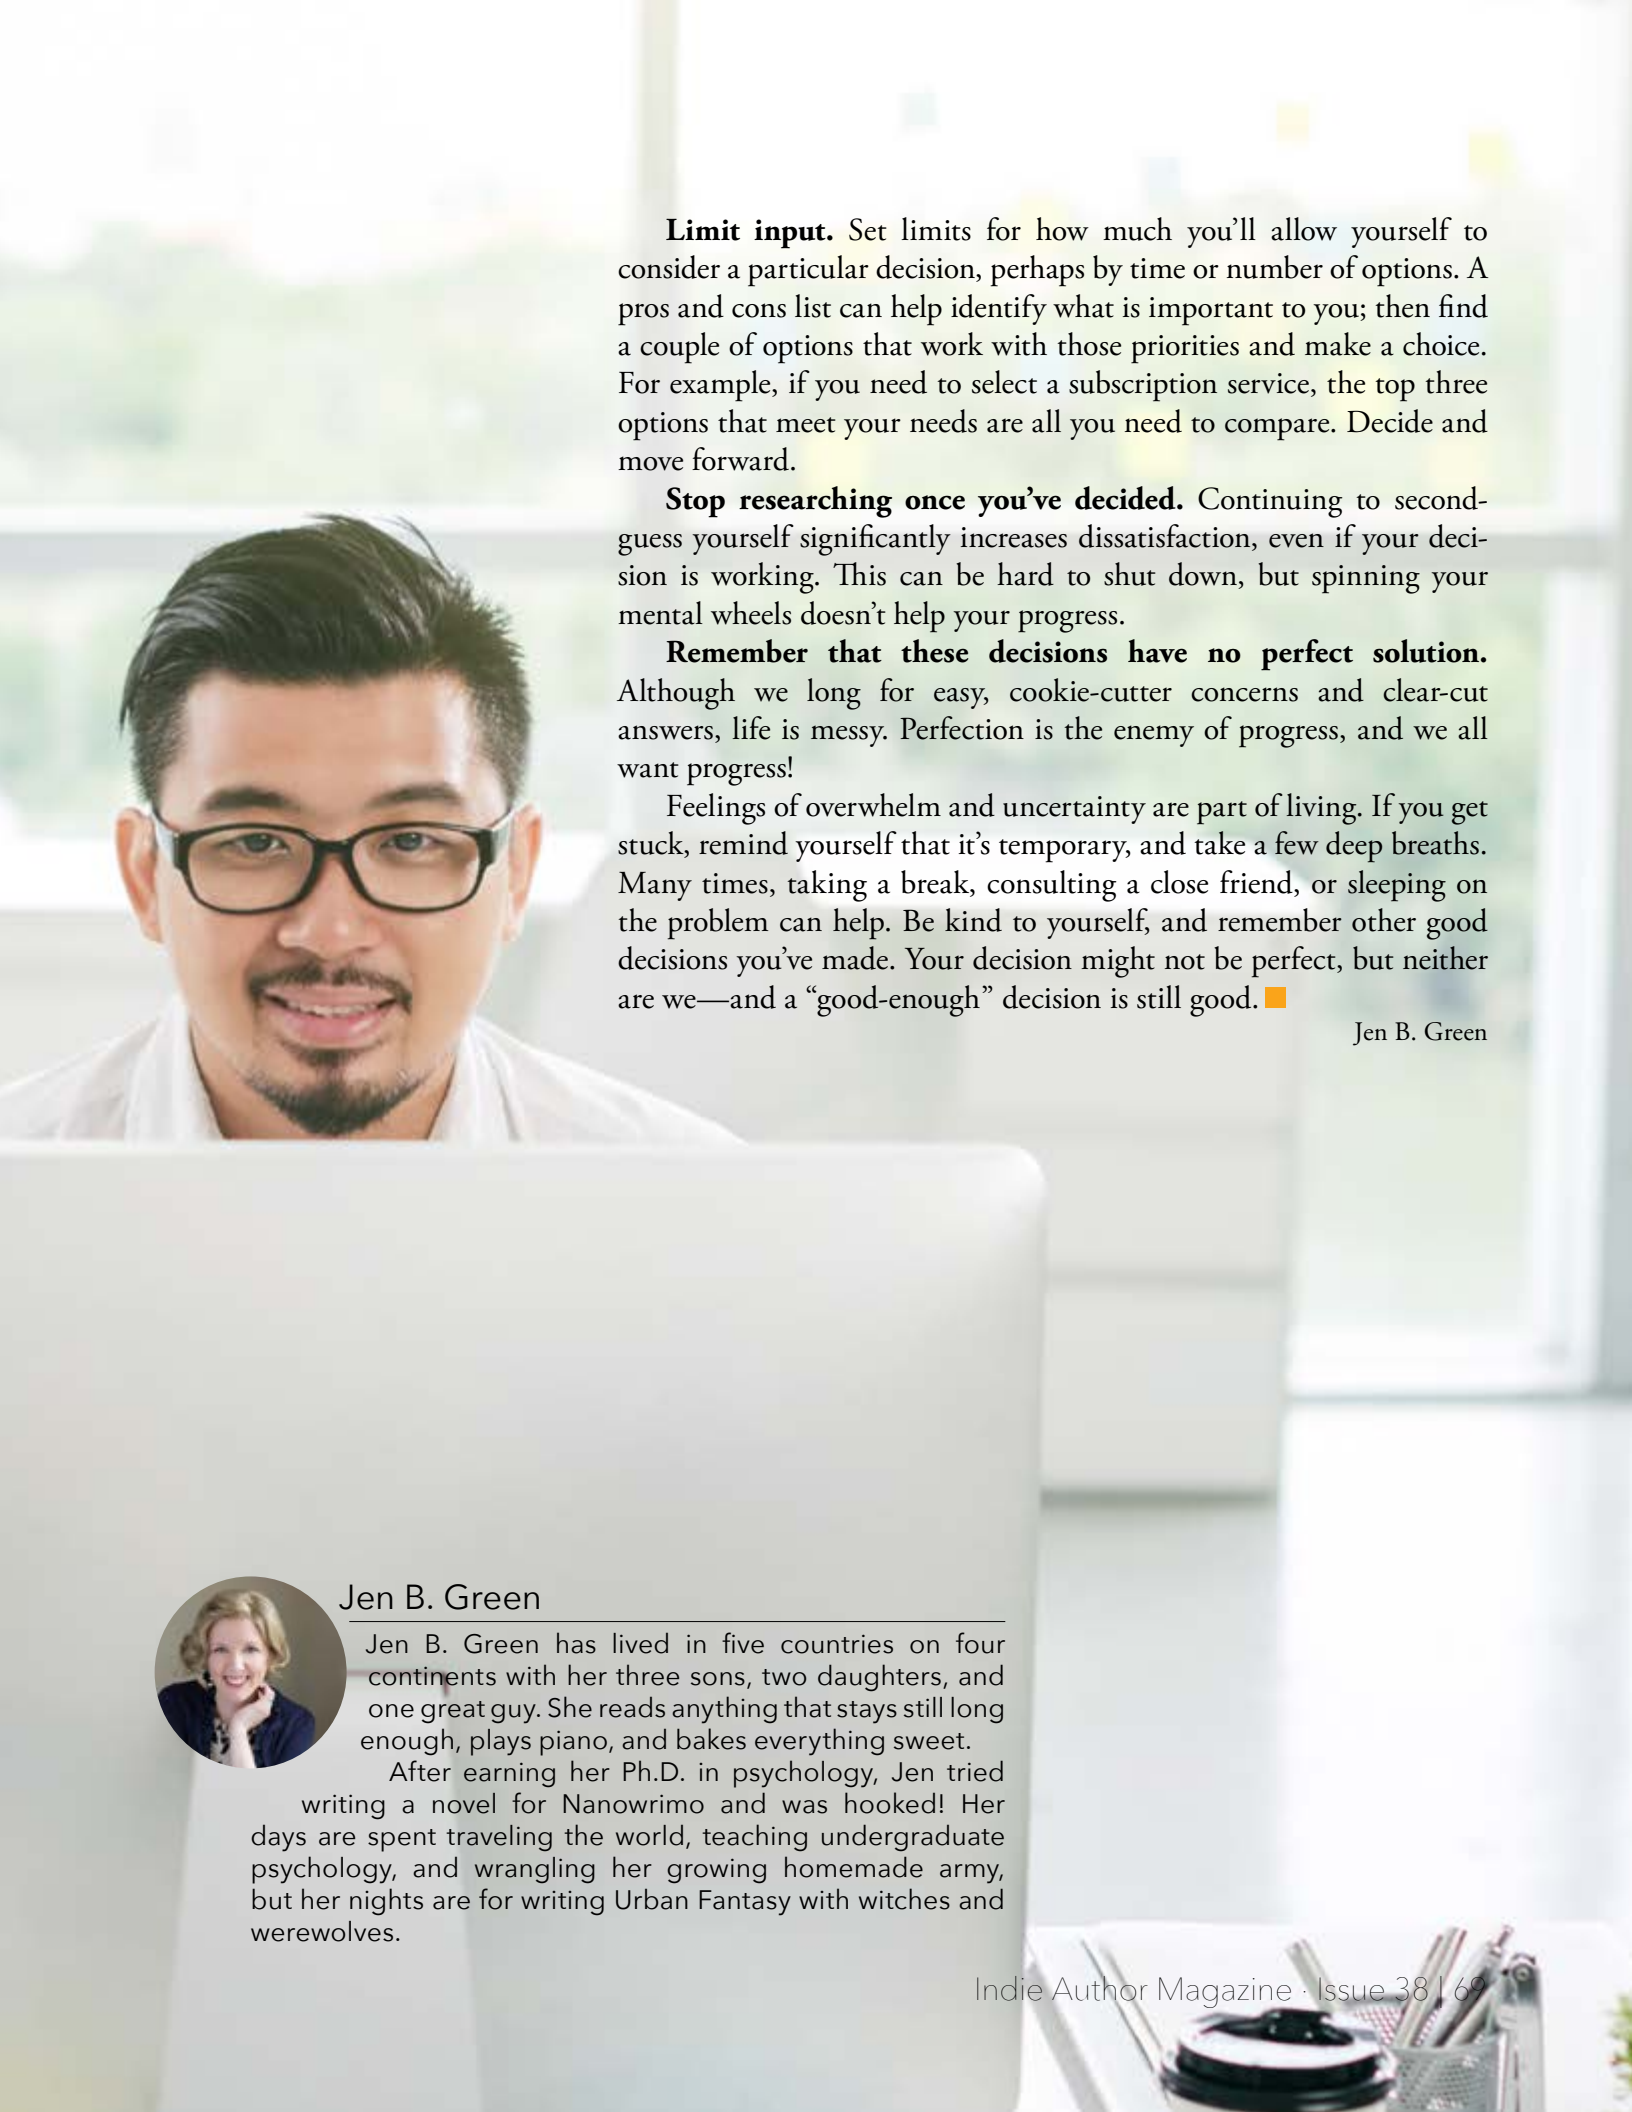 Limit input. Set limits for how much you’ll allow yourself to
consider a particular decision, perhaps by time or number of options. A
pros and cons list can help identify what is important to you; then find
a couple of options that work with those priorities and make a choice.
For example, if you need to select a subscription service, the top three
options that meet your needs are all you need to compare. Decide and
move forward.
Stop researching once you’ve decided. Continuing to second-
guess yourself significantly increases dissatisfaction, even if your deci-
sion is working. This can be hard to shut down, but spinning your
mental wheels doesn’t help your progress.
Remember that these decisions have no perfect solution.
Although we long for easy, cookie-cutter concerns and clear-cut
answers, life is messy. Perfection is the enemy of progress, and we all
want progress!
Feelings of overwhelm and uncertainty are part of living. If you get
stuck, remind yourself that it’s temporary, and take a few deep breaths.
Many times, taking a break, consulting a close friend, or sleeping on
the problem can help. Be kind to yourself, and remember other good
decisions you’ve made. Your decision might not be perfect, but neither
are we—and a “good-enough” decision is still good.
Jen B. Green
Jen B. Green
Jen B. Green has lived in five countries on four
continents with her three sons, two daughters, and
one great guy. She reads anything that stays still long
enough, plays piano, and bakes everything sweet.
After earning her Ph.D. in psychology, Jen tried
writing a novel for Nanowrimo and was hooked! Her
days are spent traveling the world, teaching undergraduate
psychology, and wrangling her growing homemade army,
but her nights are for writing Urban Fantasy with witches and
werewolves.
Indie Author Magazine · Issue 38 | 69